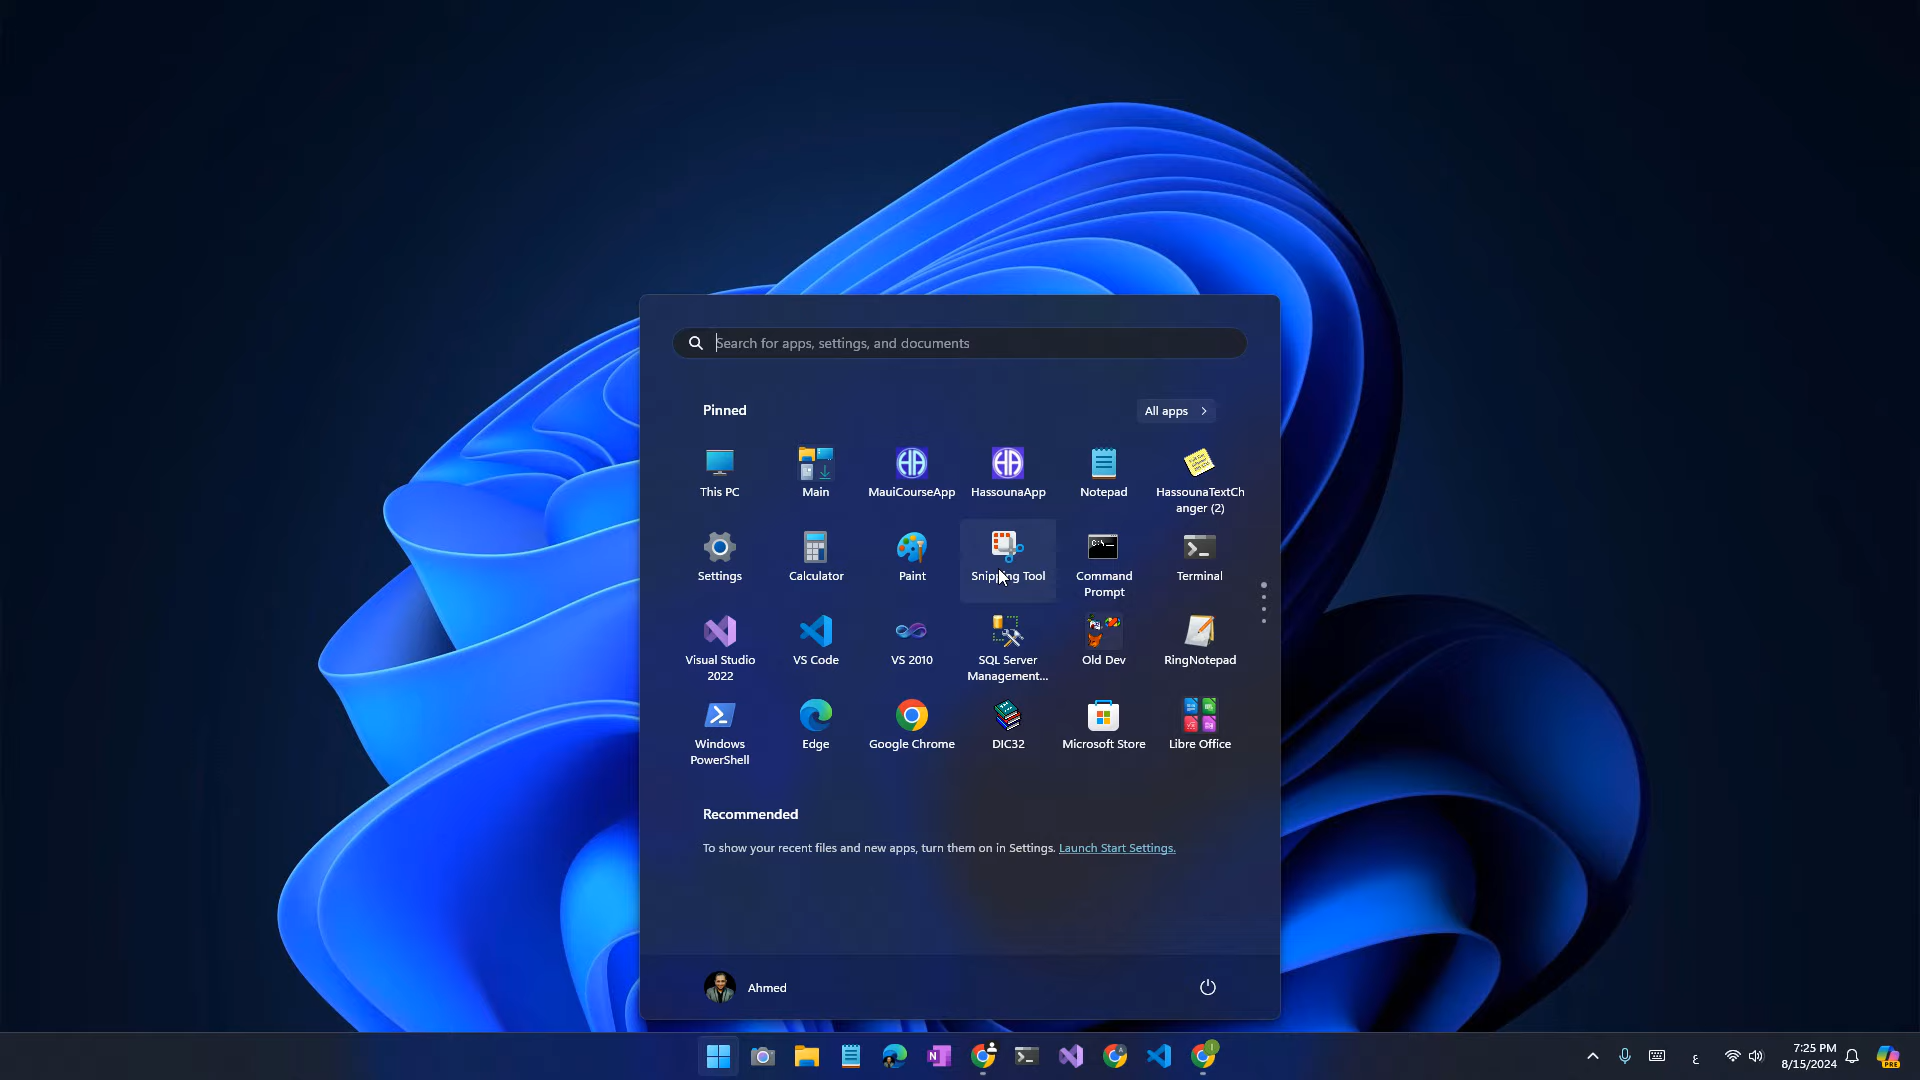 Search for apps, settings, and documents
Pinned
All apps
This PC
Main
MauiCourseApp
HassounaApp
Notepad
HassounaTextCh
anger (2)
Settings
Calculator
Paint
Snipping Tool
Command
Prompt
Terminal
Visual Studio
2022
VS Code
VS 2010
SQL Server
Management...
Old Dev
RingNotepad
Windows
PowerShell
Edge
Google Chrome
DIC32
Microsoft Store
Libre Office
Recommended
To show your recent files and new apps, turn them on in Settings. Launch Start Settings.
Ahmed
ع
7:25 PM
8/15/2024
PRE